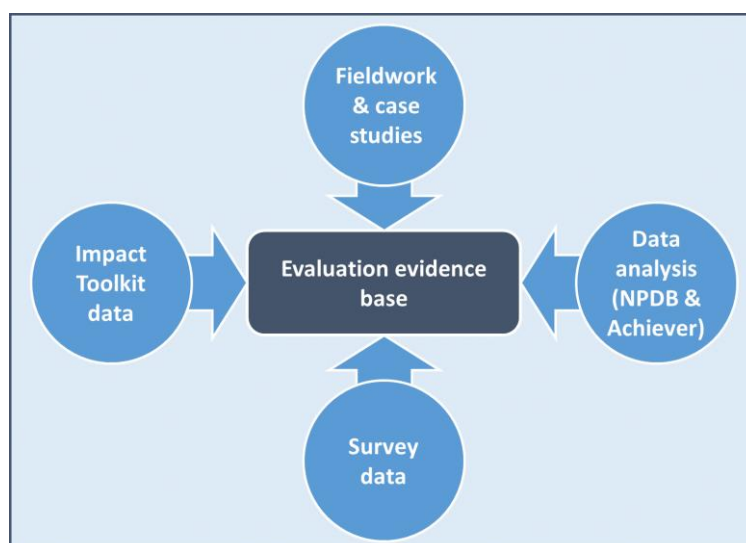 Fieldwork
& case
studies
Impact
Toolkit
data
Evaluation evidence
base
Data
analysis
(NPDB &
Achiever)
Survey
data